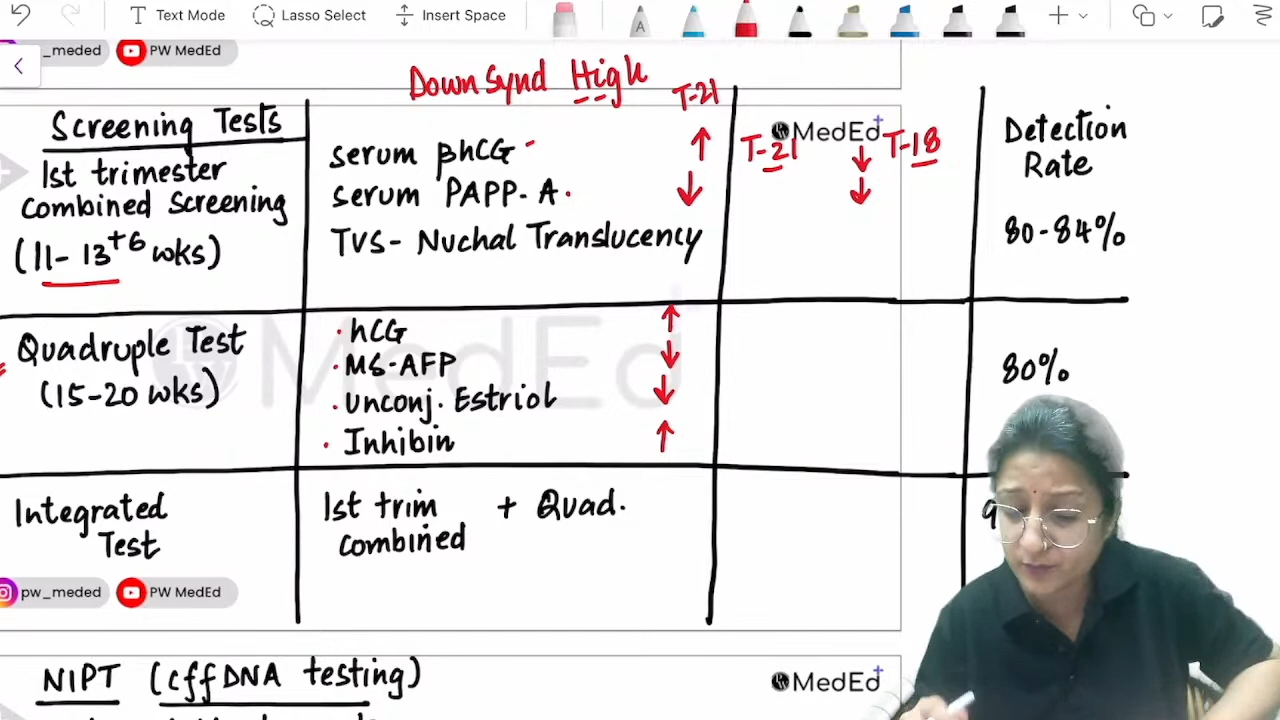 Text Mode
Lasso Select
Insert Space
_meded
PW MedEd
Down Synd High
T-21
MedEd
T-21
T-18
Screening Tests
1st trimester
Combined Screening
(11-13+6 wks)
serum βhCG ↑ ↓
serum PAPP-A. ↓ ↓
TVS- Nuchal Translucency
Detection
Rate
80-84%
Quadruple Test
(15-20 wks)
· hCG ↑
· MS-AFP ↓
· Unconj. Estriol ↓
· Inhibin ↑
80%
MedEd
Integrated
Test
1st trim + Quad.
combined
9
pw_meded
PW MedEd
NIPT (cffDNA testing)
MedEd